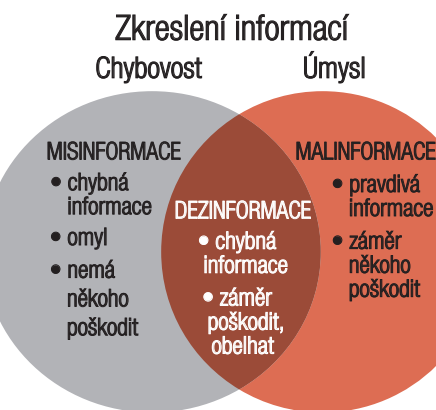 Zkreslení informací
Chybovost
Úmysl
MISINFORMACE
• chybná
informace
• omyl
• nemá
někoho
poškodit
DEZINFORMACE
• chybná
informace
• záměr
poškodit,
obelhat
MALINFORMACE
• pravdivá
informace
• záměr
někoho
poškodit